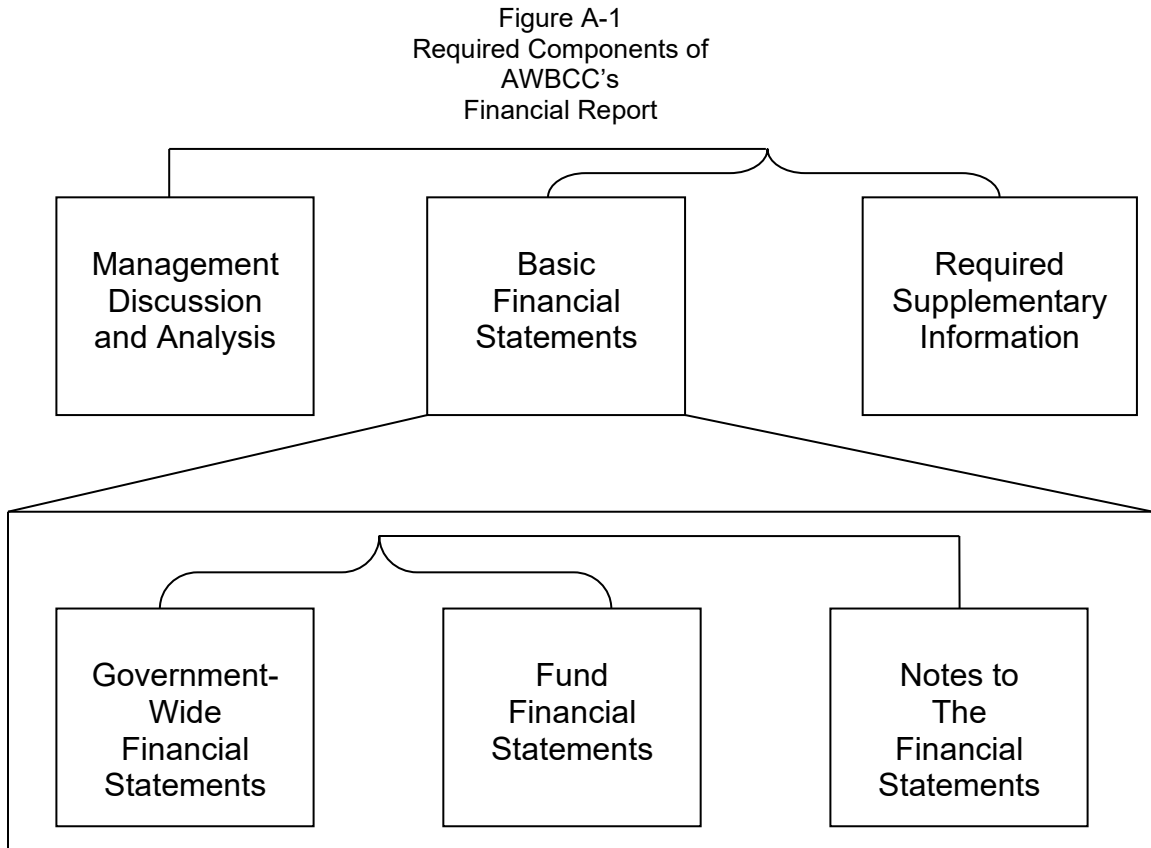 Figure A-1
Required Components of
AWBCC’s
Financial Report
Management
Discussion
and Analysis
Basic
Financial
Statements
Required
Supplementary
Information
Government-
Wide
Financial
Statements
Fund
Financial
Statements
Notes to
The
Financial
Statements